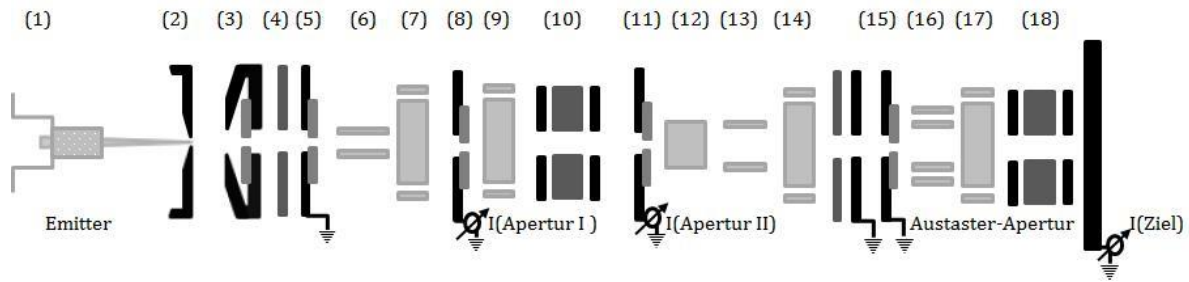 (1) (2) (3) (4) (5) (6) (7) (8) (9) (10) (11) (12) (13) (14) (15) (16) (17) (18)
Emitter I(Apertur I ) I(Apertur II) Austaster-Apertur I(Ziel)